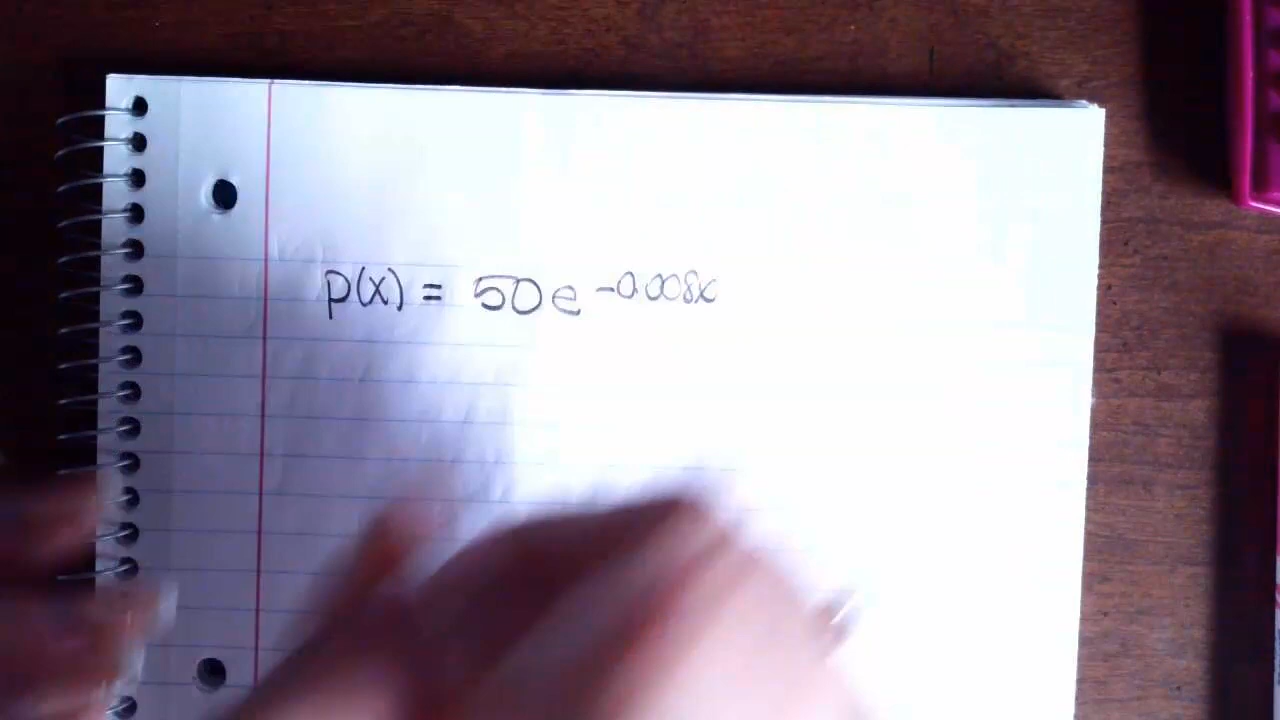 p(x) = 50e^{-0.008x}